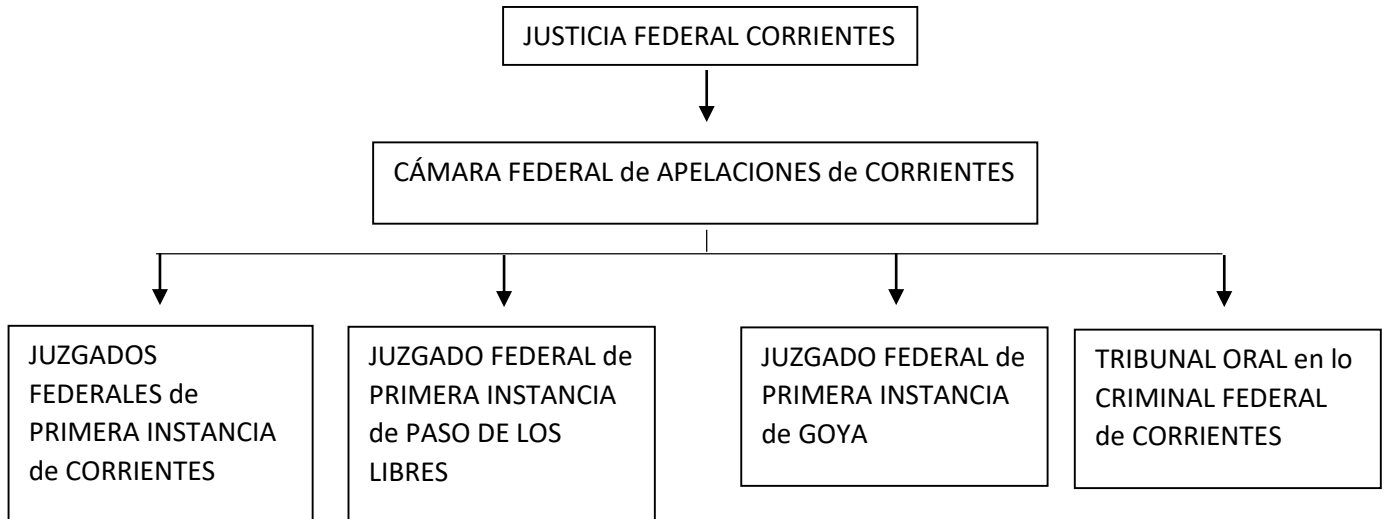 JUSTICIA FEDERAL CORRIENTES
CÁMARA FEDERAL de APELACIONES de CORRIENTES
JUZGADOS
FEDERALES de
PRIMERA INSTANCIA
de CORRIENTES
JUZGADO FEDERAL de
PRIMERA INSTANCIA
de PASO DE LOS
LIBRES
JUZGADO FEDERAL de
PRIMERA INSTANCIA
de GOYA
TRIBUNAL ORAL en lo
CRIMINAL FEDERAL
de CORRIENTES